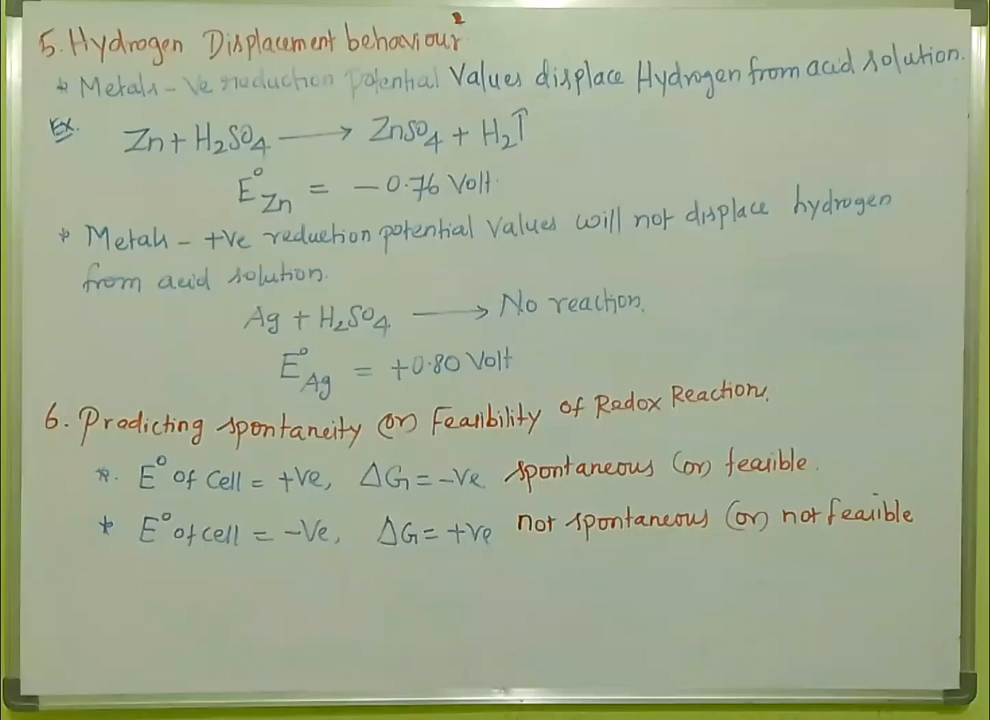 5. Hydrogen Displacement behaviour
* Metals - Ve reduction potential Values displace Hydrogen from acid solution.
Ex. Zn + H₂SO₄ ⟶ ZnSO₄ + H₂↑
E°Zn = - 0.76 Volt.
* Metals - +Ve reduction potential Values will not displace hydrogen
from acid solution.
Ag + H₂SO₄ ⟶ No reaction.
E°Ag = +0.80 Volt
6. Predicting spontaneity (or) Feasibility of Redox Reaction.
*. E° of Cell = +ve, ΔG = -Ve spontaneous (or) feasible.
* E° of cell = -Ve, ΔG = +ve not spontaneous (or) not feasible